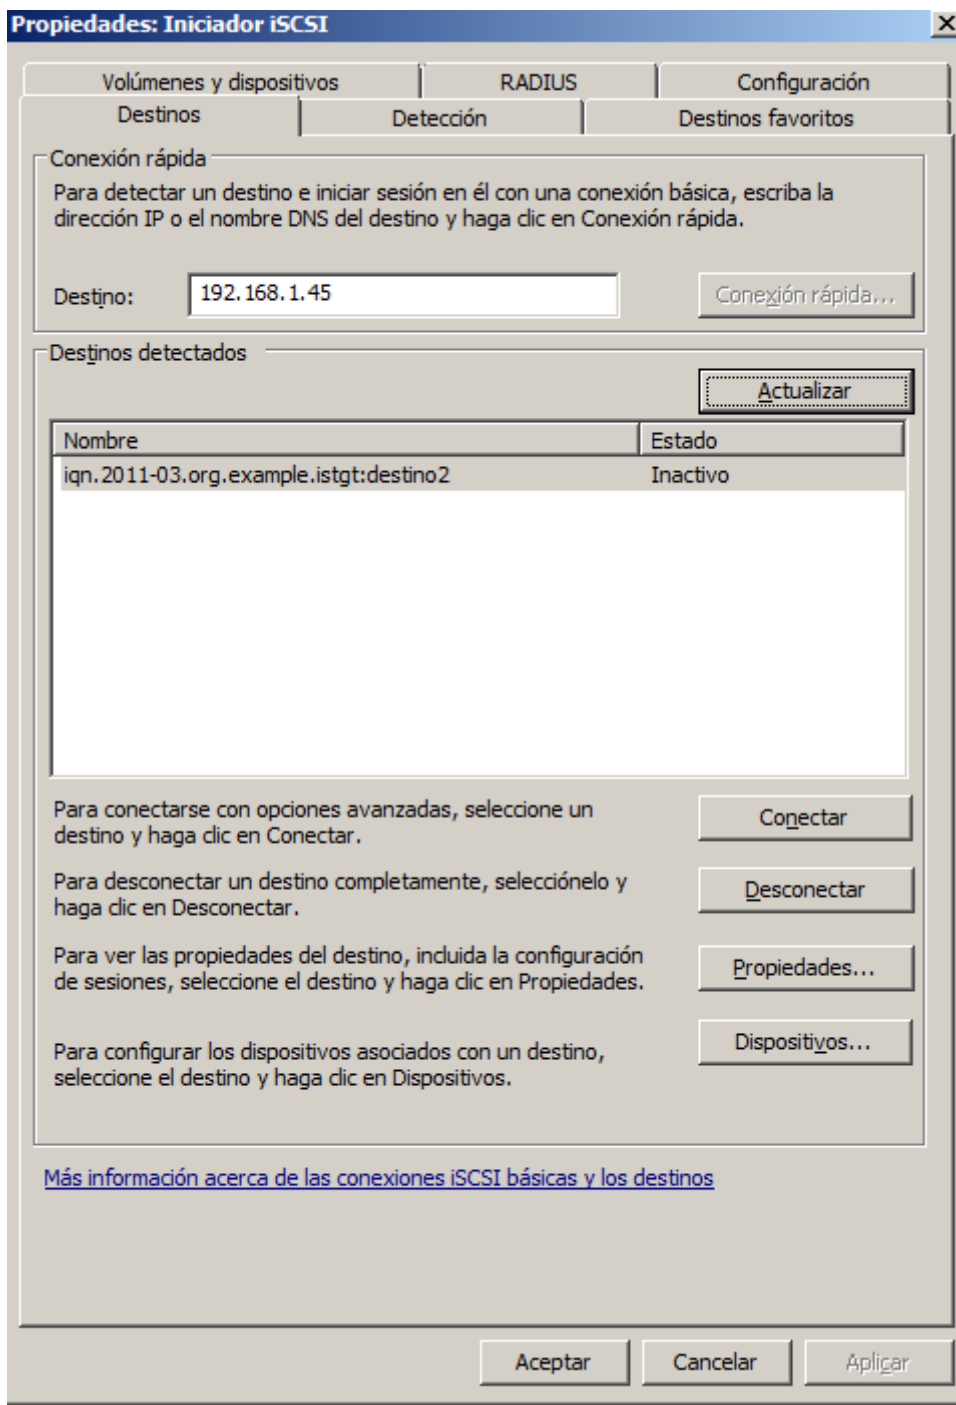 Propiedades: Iniciador iSCSI
Volúmenes y dispositivos
RADIUS
Configuración
Destinos
Detección
Destinos favoritos
Conexión rápida
Para detectar un destino e iniciar sesión en él con una conexión básica, escriba la
dirección IP o el nombre DNS del destino y haga clic en Conexión rápida.
Destino:
192.168.1.45
Conexión rápida...
Destinos detectados
Actualizar
Nombre
Estado
iqn.2011-03.org.example.istgt:destino2
Inactivo
Para conectarse con opciones avanzadas, seleccione un
destino y haga clic en Conectar.
Conectar
Para desconectar un destino completamente, selecciónelo y
haga clic en Desconectar.
Desconectar
Para ver las propiedades del destino, incluida la configuración
de sesiones, seleccione el destino y haga clic en Propiedades.
Propiedades...
Para configurar los dispositivos asociados con un destino,
seleccione el destino y haga clic en Dispositivos.
Dispositivos...
Más información acerca de las conexiones iSCSI básicas y los destinos
Aceptar
Cancelar
Aplicar